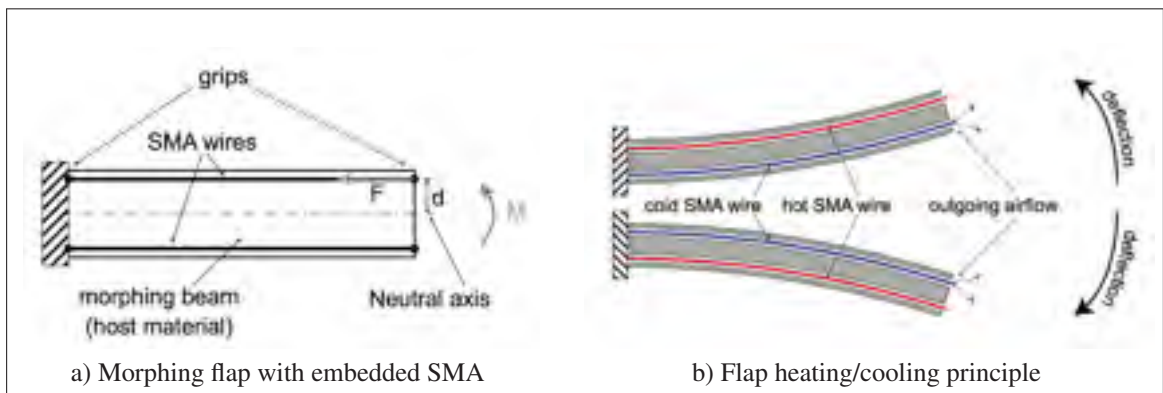 grips
SMA wires
F
d
M
morphing beam
(host material)
Neutral axis
a) Morphing flap with embedded SMA
deflection
cold SMA wire
hot SMA wire
outgoing airflow
deflection
b) Flap heating/cooling principle